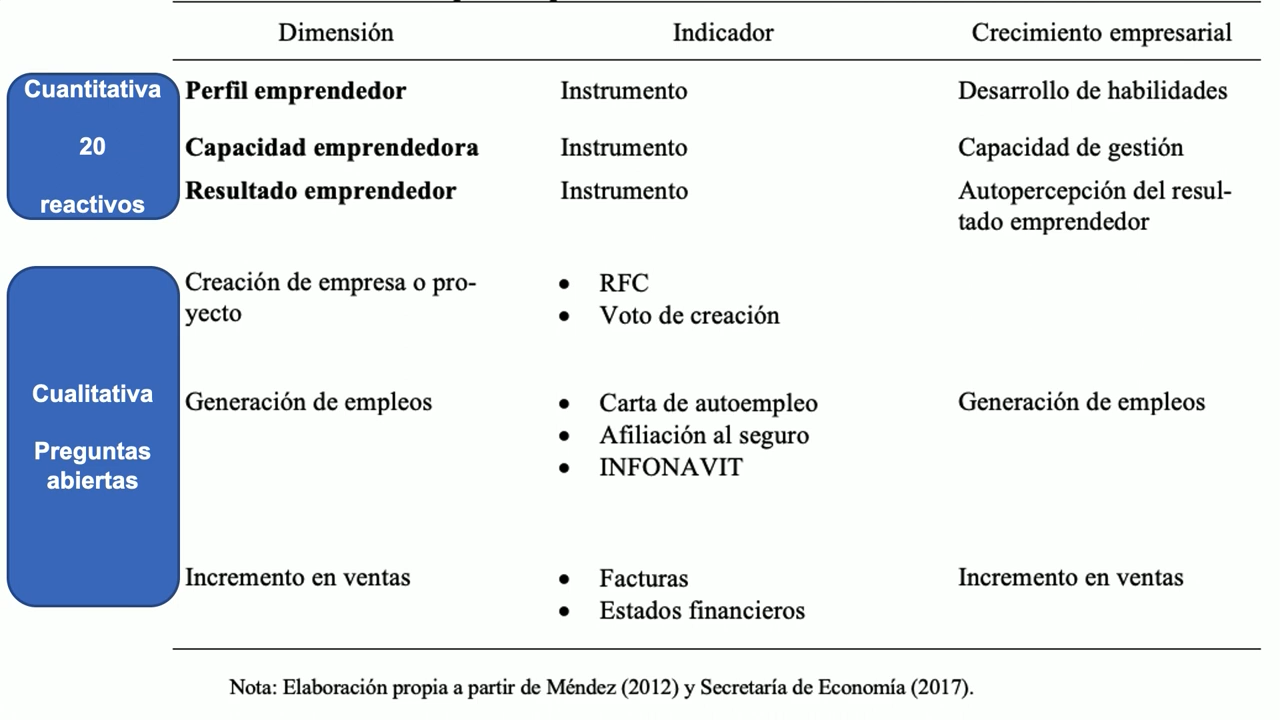 Dimensión Indicador Crecimiento empresarial
Cuantitativa
20
reactivos
Perfil emprendedor Instrumento Desarrollo de habilidades
Capacidad emprendedora Instrumento Capacidad de gestión
Resultado emprendedor Instrumento Autopercepción del resul-
tado emprendedor
Cualitativa
Preguntas
abiertas
Creación de empresa o pro- • RFC
yecto • Voto de creación
Generación de empleos • Carta de autoempleo Generación de empleos
• Afiliación al seguro
• INFONAVIT
Incremento en ventas • Facturas Incremento en ventas
• Estados financieros
Nota: Elaboración propia a partir de Méndez (2012) y Secretaría de Economía (2017).